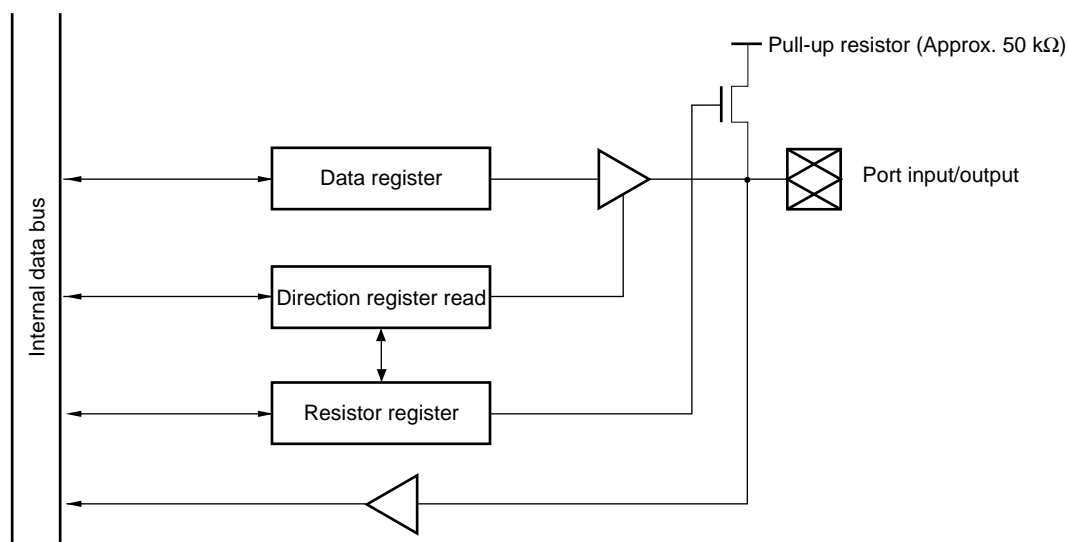 Pull-up resistor (Approx. 50 kΩ)
Data register
Port input/output
Internal data bus
Direction register read
Resistor register